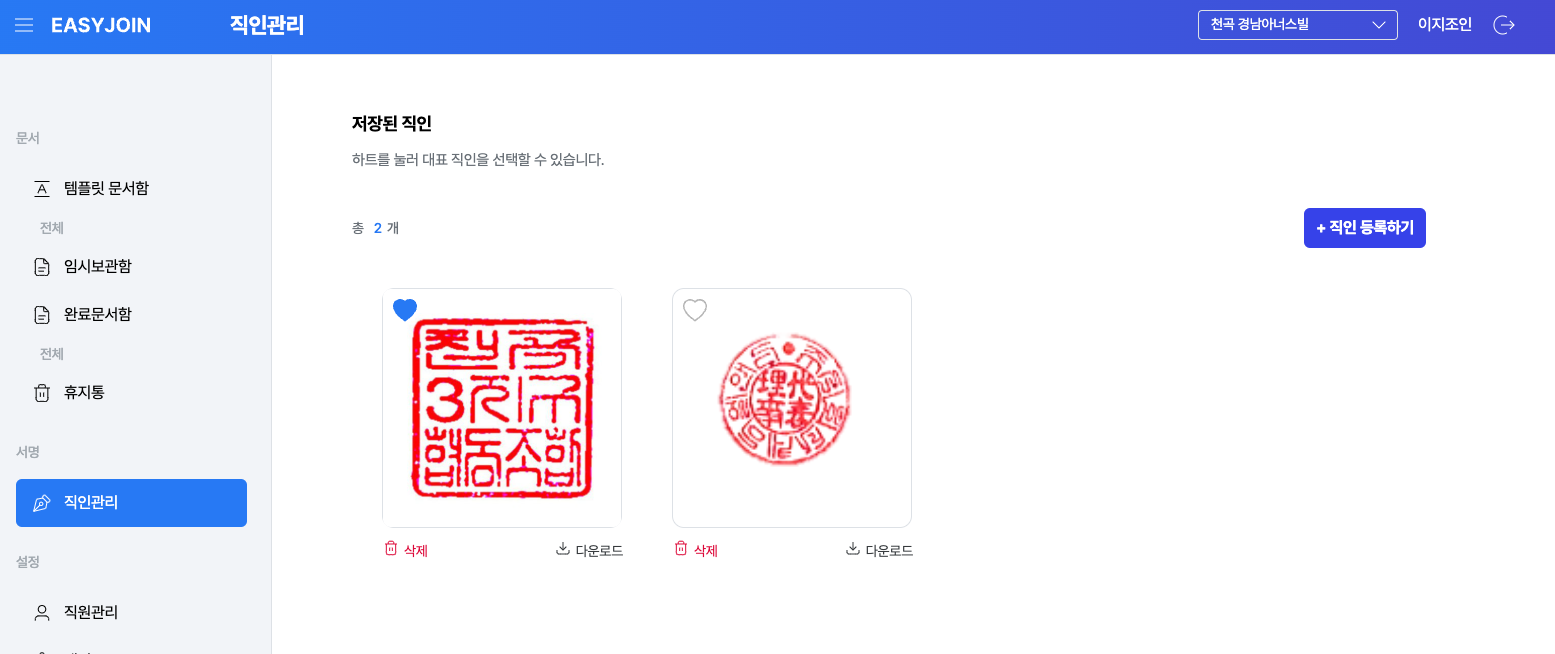 EASYJOIN
직인관리
천곡 경남아너스빌
이지조인
문서
템플릿 문서함
전체
임시보관함
완료문서함
전체
휴지통
서명
직인관리
설정
직원관리
저장된 직인
하트를 눌러 대표 직인을 선택할 수 있습니다.
총 2 개
+ 직인 등록하기
삭제
다운로드
삭제
다운로드